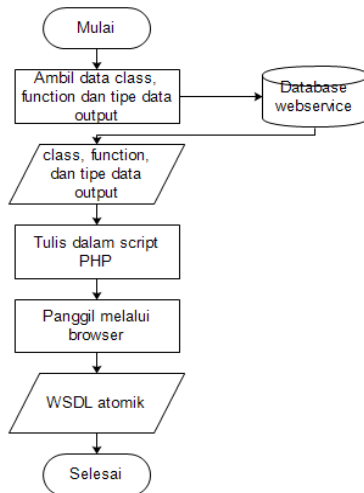 Mulai
Ambil data class,
function dan tipe data
output
Database
webservice
class, function,
dan tipe data
output
Tulis dalam script
PHP
Panggil melalui
browser
WSDL atomik
Selesai